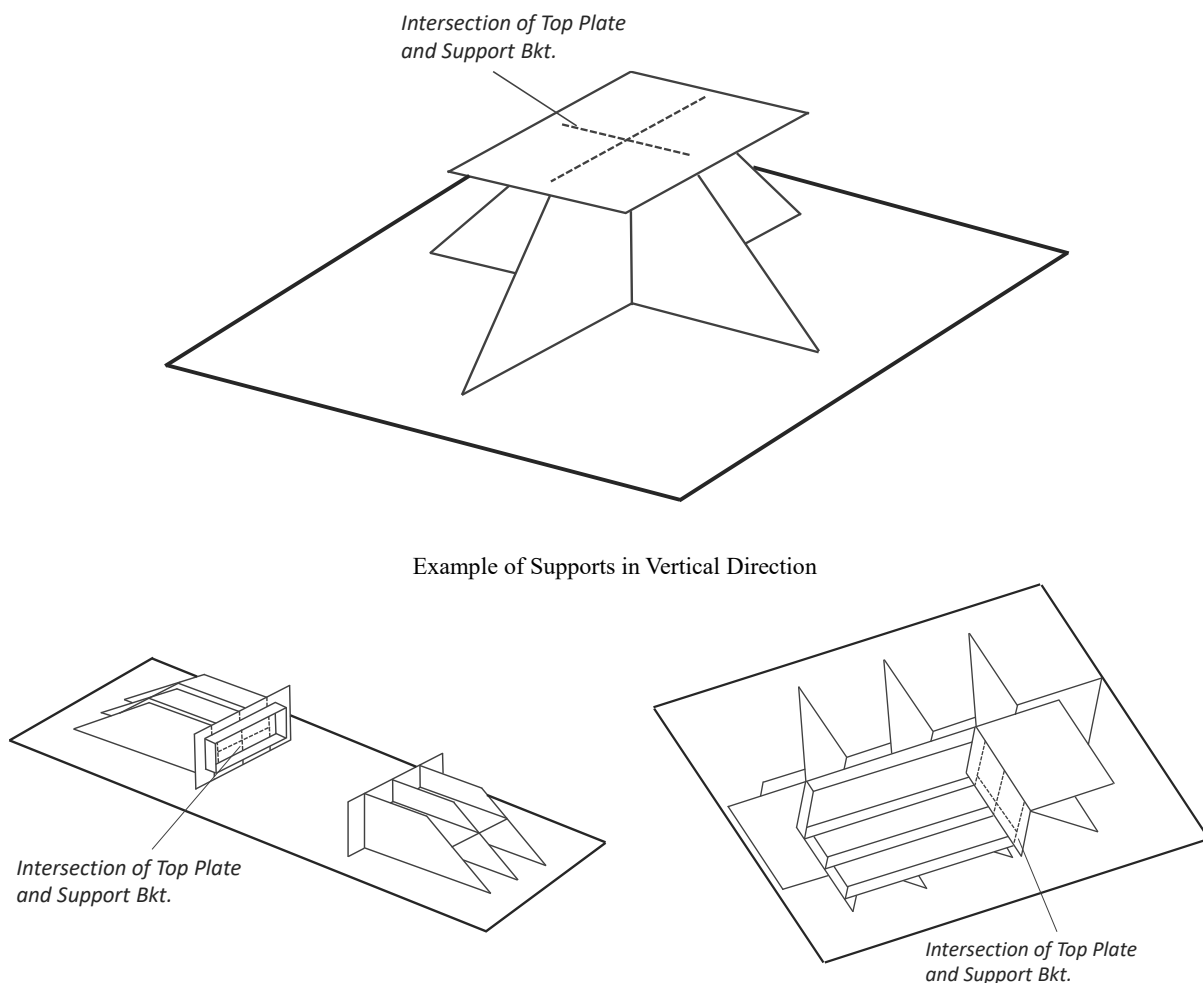 Intersection of Top Plate
and Support Bkt.
Example of Supports in Vertical Direction
Intersection of Top Plate
and Support Bkt.
Intersection of Top Plate
and Support Bkt.